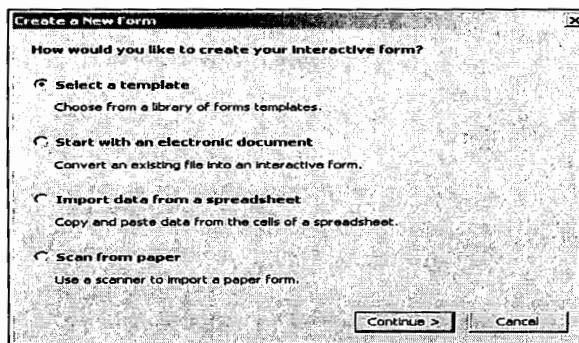 Create a New Form
How would you like to create your interactive form?
Select a template
Choose from a library of forms templates.
Start with an electronic document
Convert an existing file into an interactive form.
Import data from a spreadsheet
Copy and paste data from the cells of a spreadsheet.
Scan from paper
Use a scanner to import a paper form.
Continue > Cancel